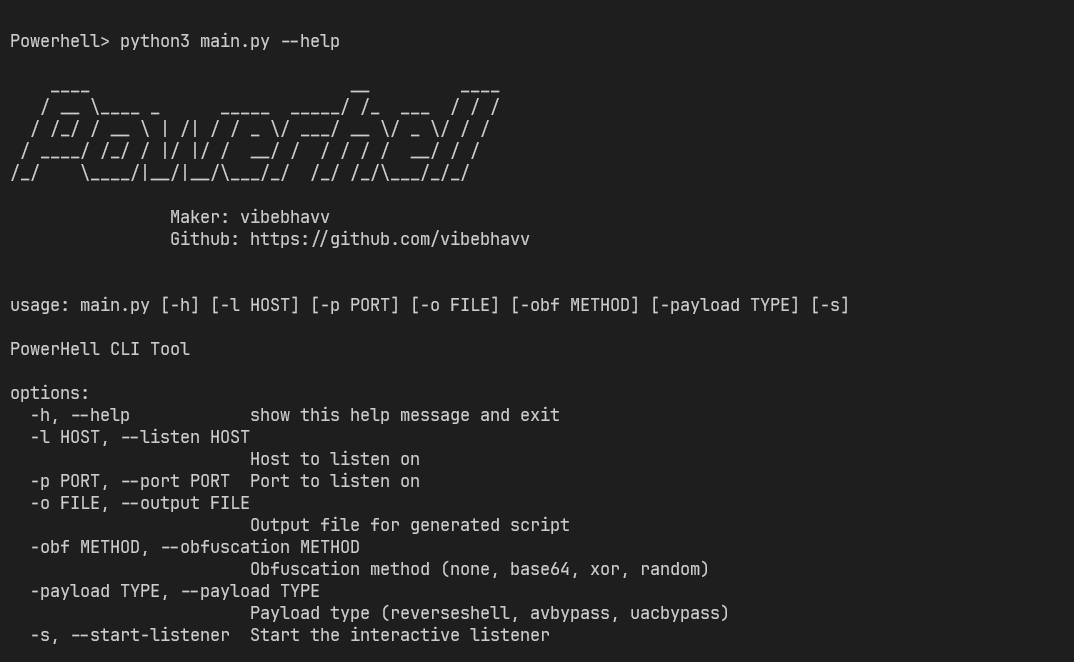 Powerhell> python3 main.py --help
Powerhell
Maker: vibebhavv
Github: https://github.com/vibebhavv
usage: main.py [-h] [-l HOST] [-p PORT] [-o FILE] [-obf METHOD] [-payload TYPE] [-s]
PowerHell CLI Tool
options:
-h, --help show this help message and exit
-l HOST, --listen HOST
Host to listen on
-p PORT, --port PORT Port to listen on
-o FILE, --output FILE
Output file for generated script
-obf METHOD, --obfuscation METHOD
Obfuscation method (none, base64, xor, random)
-payload TYPE, --payload TYPE
Payload type (reverseshell, avbypass, uacbypass)
-s, --start-listener Start the interactive listener